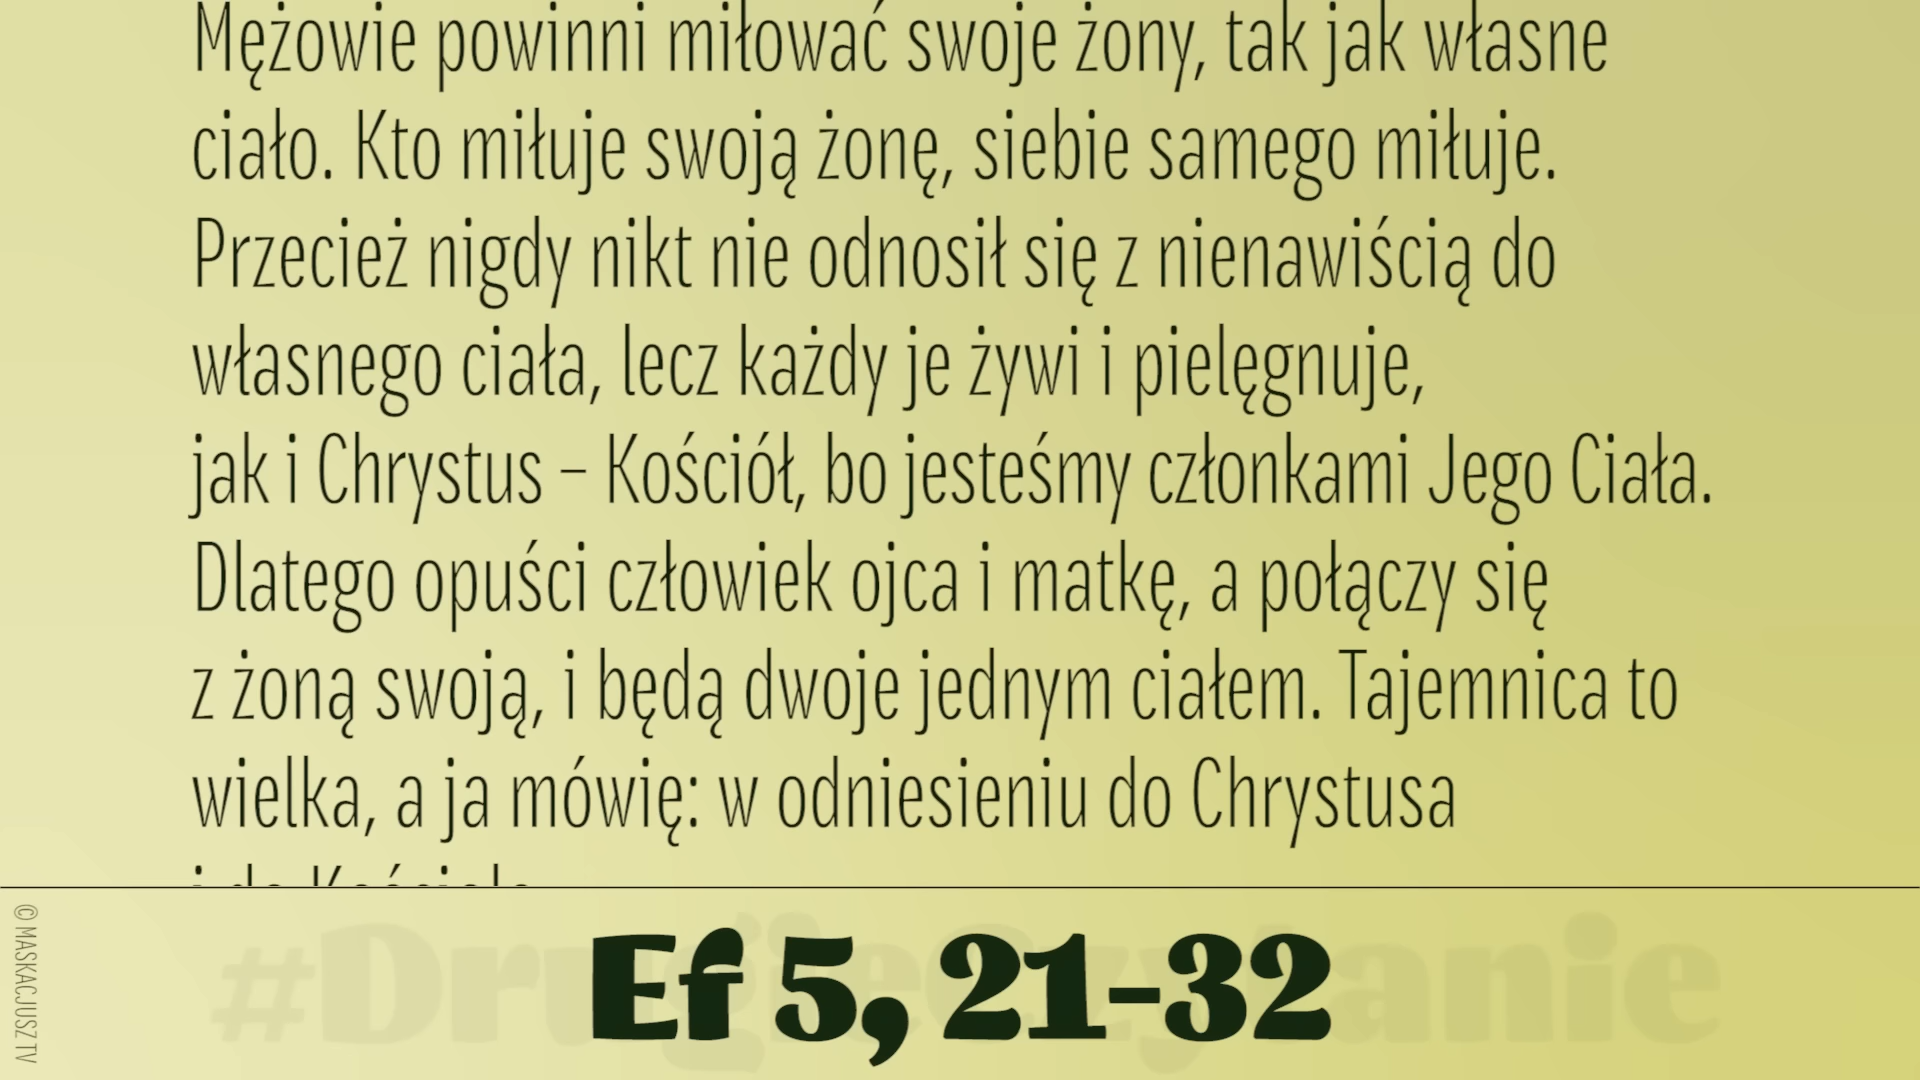 Mężowie powinni miłować swoje żony, tak jak własne
ciało. Kto miłuje swoją żonę, siebie samego miłuje.
Przecież nigdy nikt nie odnosił się z nienawiścią do
własnego ciała, lecz każdy je żywi i pielęgnuje,
jak i Chrystus – Kościół, bo jesteśmy członkami Jego Ciała.
Dlatego opuści człowiek ojca i matkę, a połączy się
z żoną swoją, i będą dwoje jednym ciałem. Tajemnica to
wielka, a ja mówię: w odniesieniu do Chrystusa
i do Kościoła
#DrugieCzytanie
Ef 5, 21-32
© MASKACJUSZ TV